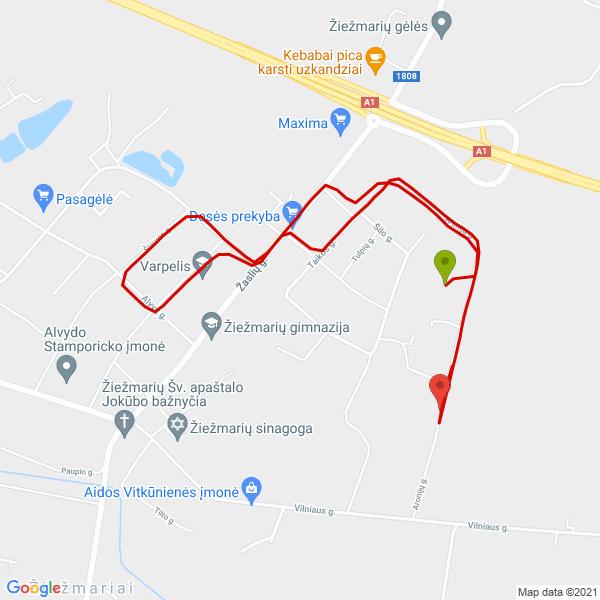 Žiežmarių gėlės
Kebabai pica
karsti uzkandziai
1808
A1
Maxima
A1
Pasagėlė
Dosės prekyba
Šilo g.
Tulpių g.
Taikos g.
Varpelis
Žaslių g.
Alvydo
Stamporicko įmonė
Žiežmarių gimnazija
Žiežmarių Šv. apaštalo
Jokūbo bažnyčia
Žiežmarių sinagoga
Paupio g.
Aidos Vitkūnienės įmonė
Aronijų g.
Vilniaus g.
Tilto g.
Vilniaus g.
Google
Žiežmariai
Map data ©2021